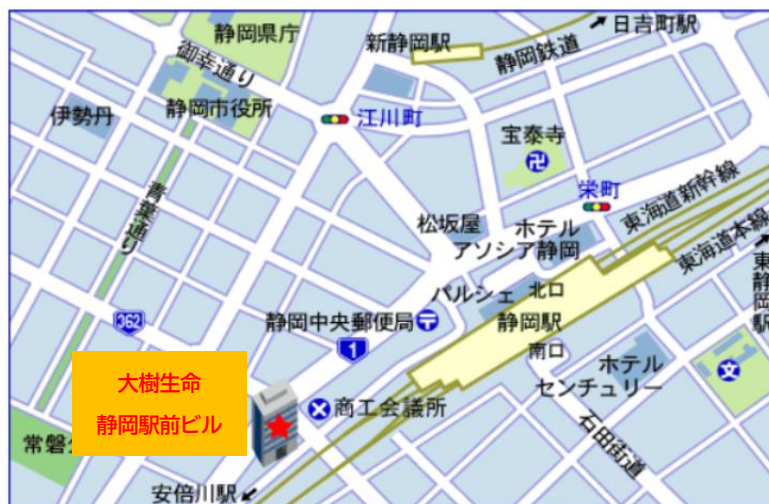 日吉町駅
静岡県庁
新静岡駅
静岡鉄道
御幸通り
静岡市役所
伊勢丹
江川町
宝泰寺
栄町
青葉通り
東海道新幹線
松坂屋
ホテル
アソシア静岡
東海道本線
東静岡駅
パルシェ
北口
静岡駅
南口
362
静岡中央郵便局
1
ホテル
センチュリー
文
大樹生命
静岡駅前ビル
商工会議所
石田街道
常磐
安倍川駅